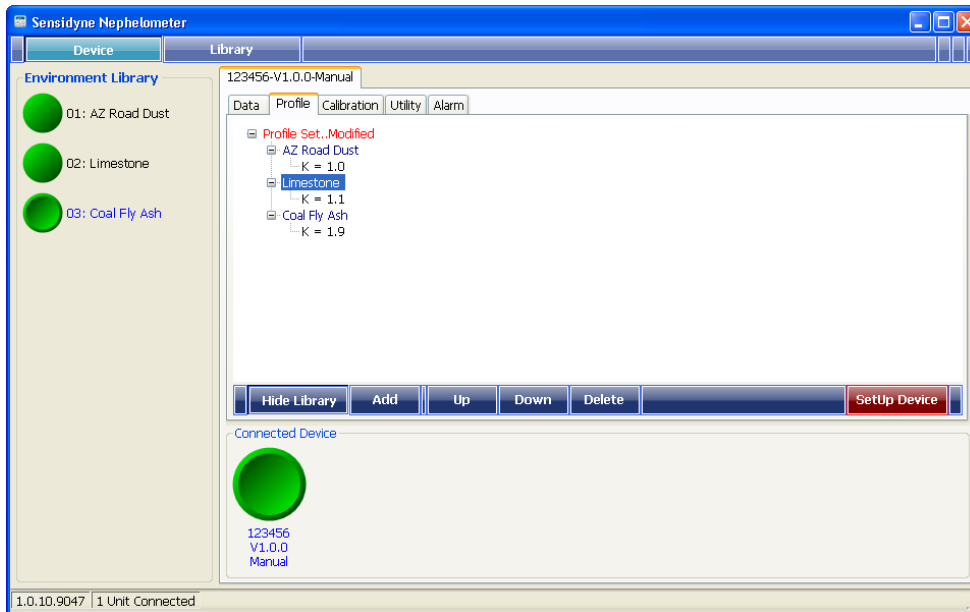 Sensidyne Nephelometer
Device Library
Environment Library
01: AZ Road Dust
02: Limestone
03: Coal Fly Ash
123456-V1.0.0-Manual
Data Profile Calibration Utility Alarm
Profile Set..Modified
AZ Road Dust
K = 1.0
Limestone
K = 1.1
Coal Fly Ash
K = 1.9
Hide Library Add Up Down Delete SetUp Device
Connected Device
123456
V1.0.0
Manual
1.0.10.9047 1 Unit Connected